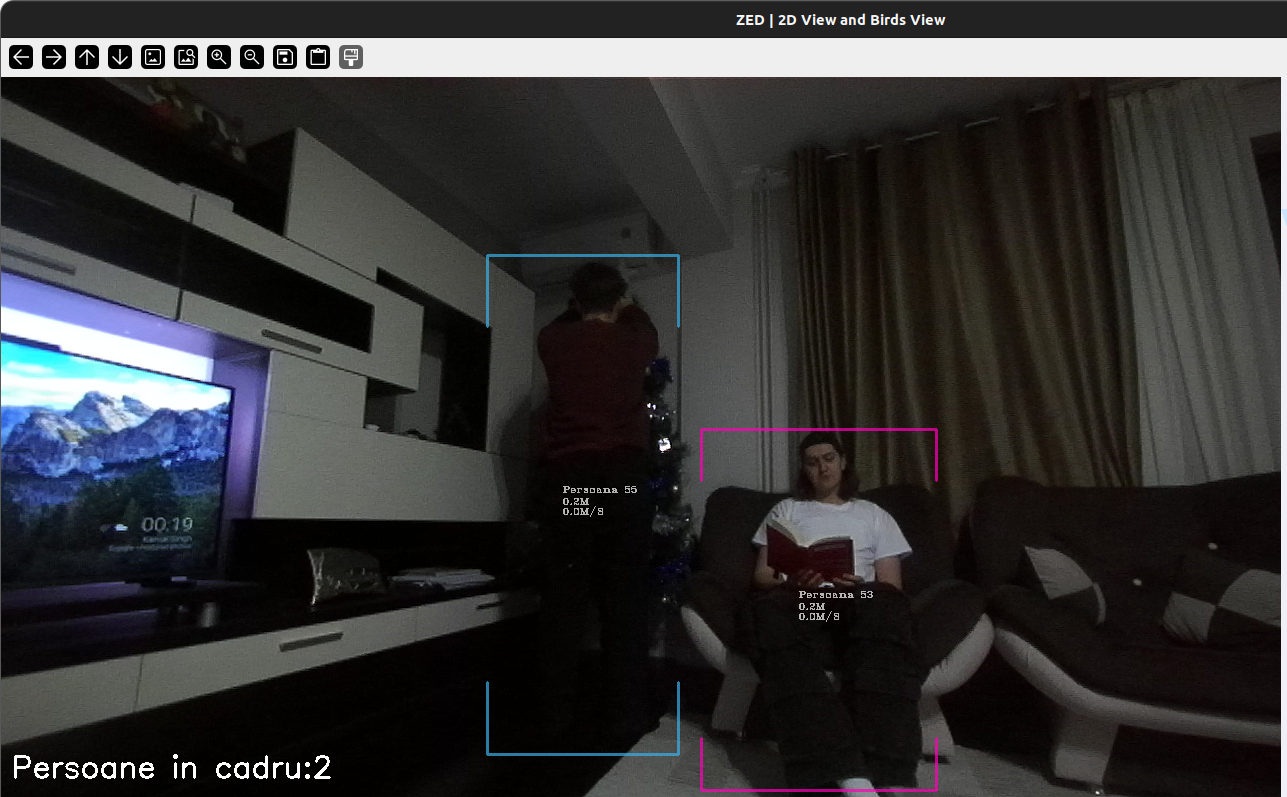 ZED | 2D View and Birds View
Persoana 55
0.2M
0.0M/S
00:19
Persoana 53
0.2M
0.0M/S
Persoane in cadru:2